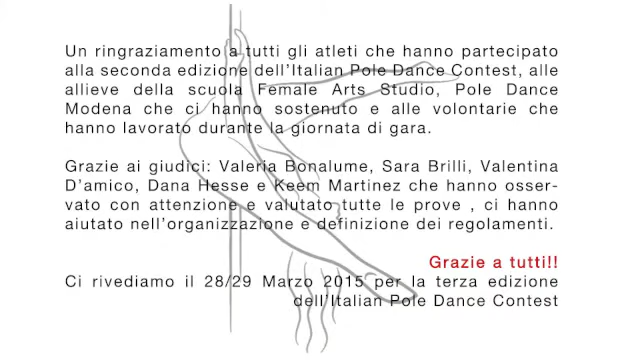 Un ringraziamento a tutti gli atleti che hanno partecipato
alla seconda edizione dell'Italian Pole Dance Contest, alle
allieve della scuola Female Arts Studio, Pole Dance
Modena che ci hanno sostenuto e alle volontarie che
hanno lavorato durante la giornata di gara.
Grazie ai giudici: Valeria Bonalume, Sara Brilli, Valentina
D'amico, Dana Hesse e Keem Martinez che hanno osser-
vato con attenzione e valutato tutte le prove , ci hanno
aiutato nell'organizzazione e definizione dei regolamenti.
Grazie a tutti!!
Ci rivediamo il 28/29 Marzo 2015 per la terza edizione
dell'Italian Pole Dance Contest